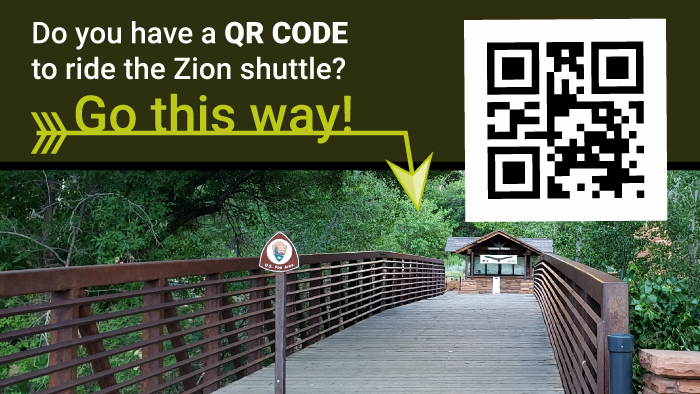 Do you have a QR CODE
to ride the Zion shuttle?
Go this way!
U.S. Fee Area